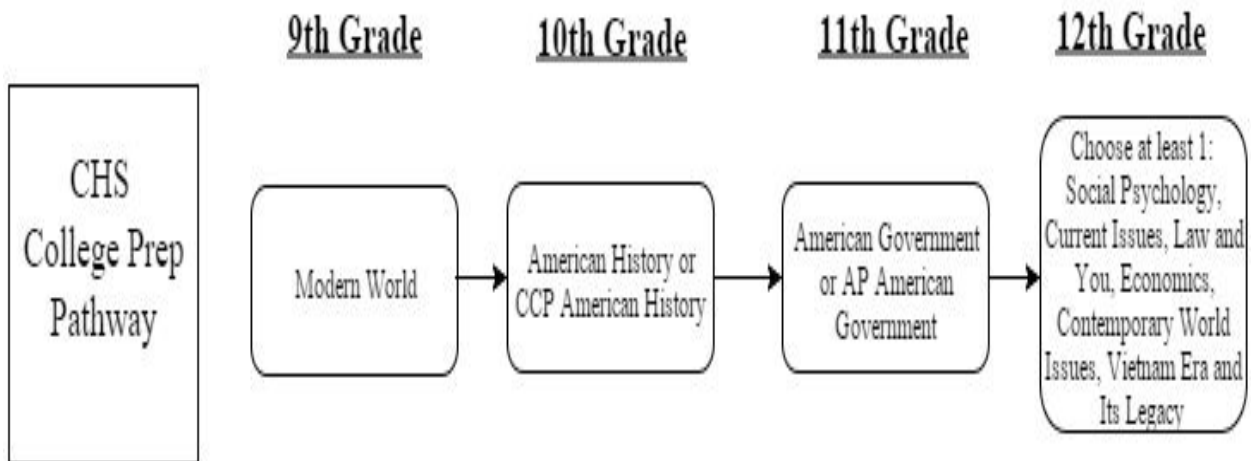 9th Grade
10th Grade
11th Grade
12th Grade
CHS
College Prep
Pathway
Modern World
American History or
CCP American History
American Government
or AP American
Government
Choose at least 1:
Social Psychology,
Current Issues, Law and
You, Economics,
Contemporary World
Issues, Vietnam Era and
Its Legacy